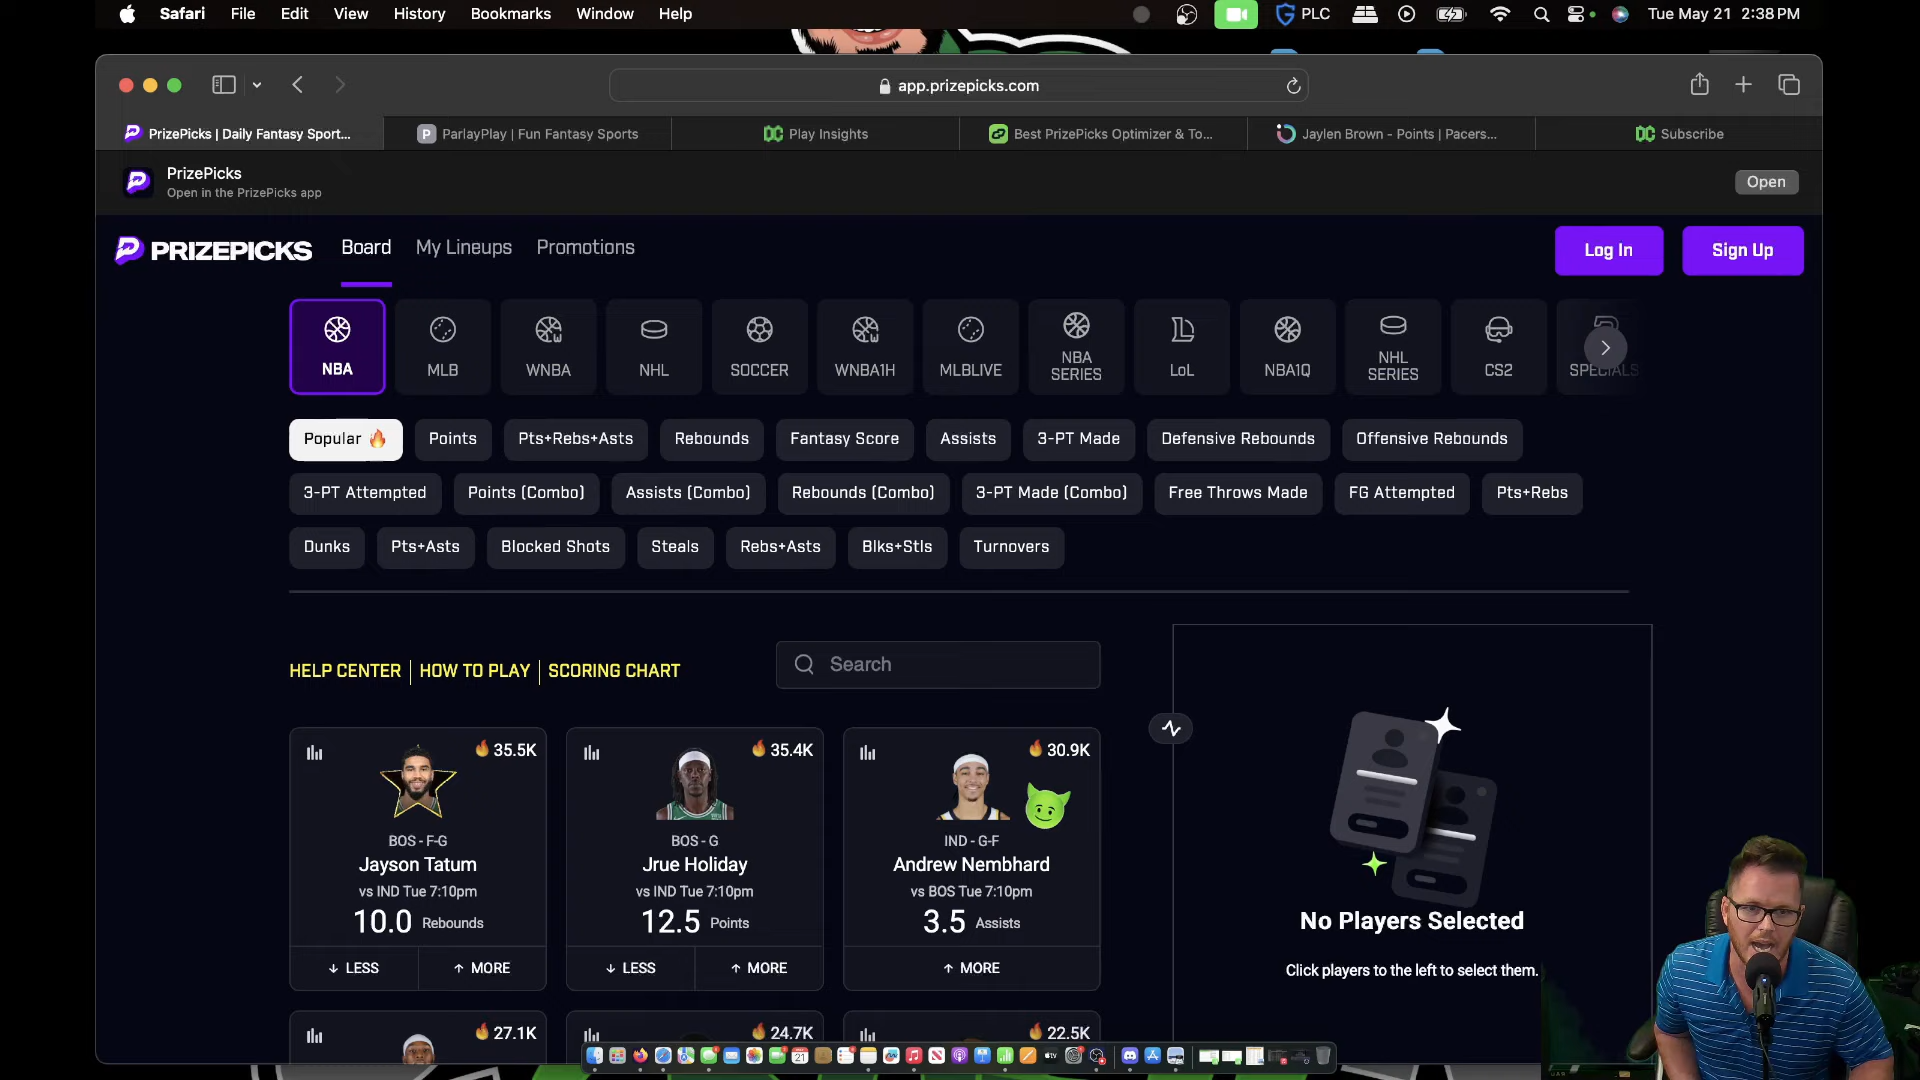 Safari File Edit View History Bookmarks Window Help PLC Tue May 21 2:38 PM
app.prizepicks.com
PrizePicks | Daily Fantasy Sport...
ParlayPlay | Fun Fantasy Sports
Play Insights
Best PrizePicks Optimizer & To...
Jaylen Brown - Points | Pacers...
Subscribe
PrizePicks
Open in the PrizePicks app
Open
PRIZEPICKS Board My Lineups Promotions Log In Sign Up
NBA MLB WNBA NHL SOCCER WNBA1H MLBLIVE NBA SERIES LoL NBA1Q NHL SERIES CS2 SPECIALS
Popular Points Pts+Rebs+Asts Rebounds Fantasy Score Assists 3-PT Made Defensive Rebounds Offensive Rebounds
3-PT Attempted Points (Combo) Assists (Combo) Rebounds (Combo) 3-PT Made (Combo) Free Throws Made FG Attempted Pts+Rebs
Dunks Pts+Asts Blocked Shots Steals Rebs+Asts Blks+Stls Turnovers
HELP CENTER | HOW TO PLAY | SCORING CHART
Search
35.5K
BOS - F-G
Jayson Tatum
vs IND Tue 7:10pm
10.0 Rebounds
LESS MORE
35.4K
BOS - G
Jrue Holiday
vs IND Tue 7:10pm
12.5 Points
LESS MORE
30.9K
IND - G-F
Andrew Nembhard
vs BOS Tue 7:10pm
3.5 Assists
MORE
No Players Selected
Click players to the left to select them.
27.1K
24.7K
22.5K